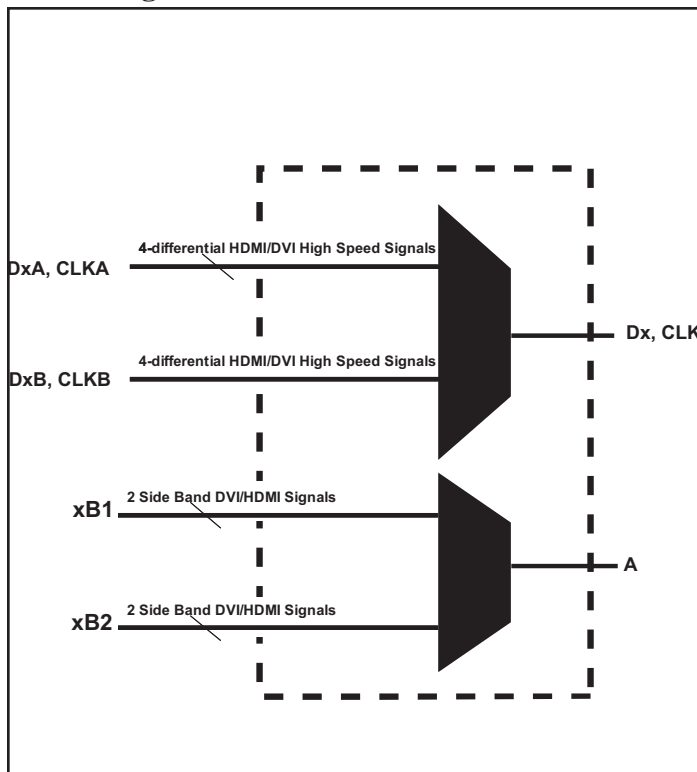 4-differential HDMI/DVI High Speed Signals
DxA, CLKA
Dx, CLK
4-differential HDMI/DVI High Speed Signals
DxB, CLKB
2 Side Band DVI/HDMI Signals
xB1
A
2 Side Band DVI/HDMI Signals
xB2